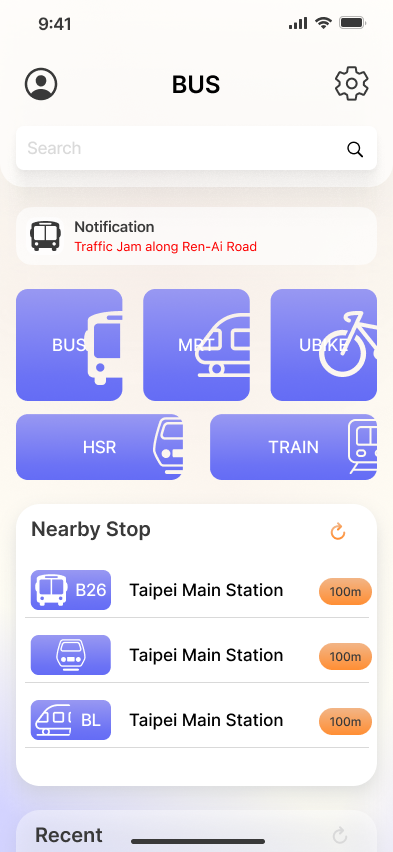 9:41
BUS
Search
Notification
Traffic Jam along Ren-Ai Road
BUS
MRT
UBIKE
HSR
TRAIN
Nearby Stop
B26
Taipei Main Station
100m
Taipei Main Station
100m
BL
Taipei Main Station
100m
Recent